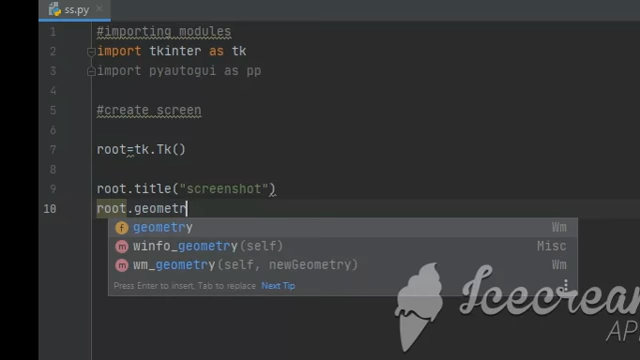 ss.py
1 #importing modules
2 import tkinter as tk
3 import pyautogui as pp
4
5 #create screen
6
7 root=tk.Tk()
8
9 root.title("screenshot")
10 root.geometr
geometry Wm
winfo_geometry(self) Misc
wm_geometry(self, newGeometry) Wm
Press Enter to insert, Tab to replace Next Tip
Icecream